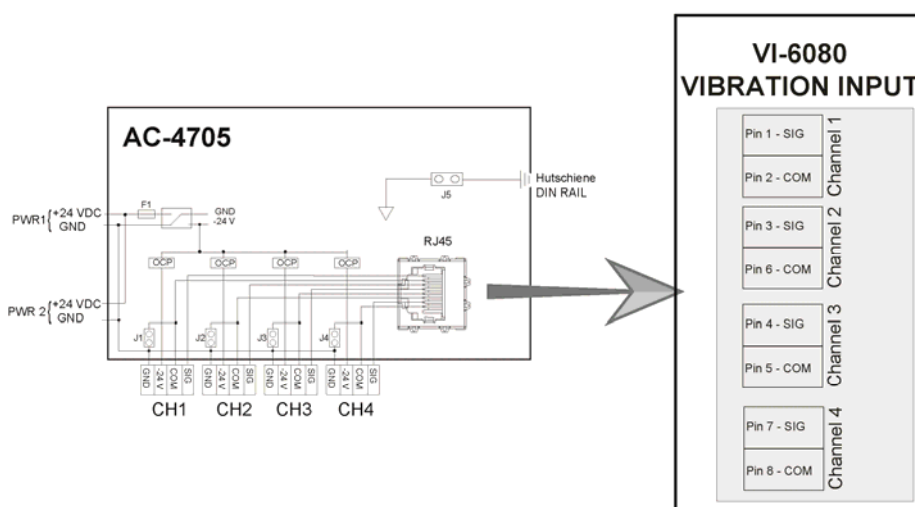 AC-4705
F1
PWR1
+24 VDC
GND
GND
-24 V
J5
Hutschiene
DIN RAIL
RJ45
OCP
OCP
OCP
OCP
PWR 2
+24 VDC
GND
J1
J2
J3
J4
GND
-24 V
COM
SIG
GND
-24 V
COM
SIG
GND
-24 V
COM
SIG
GND
-24 V
COM
SIG
CH1
CH2
CH3
CH4
VI-6080
VIBRATION INPUT
Pin 1 - SIG
Pin 2 - COM
Channel 1
Pin 3 - SIG
Pin 6 - COM
Channel 2
Pin 4 - SIG
Pin 5 - COM
Channel 3
Pin 7 - SIG
Pin 8 - COM
Channel 4